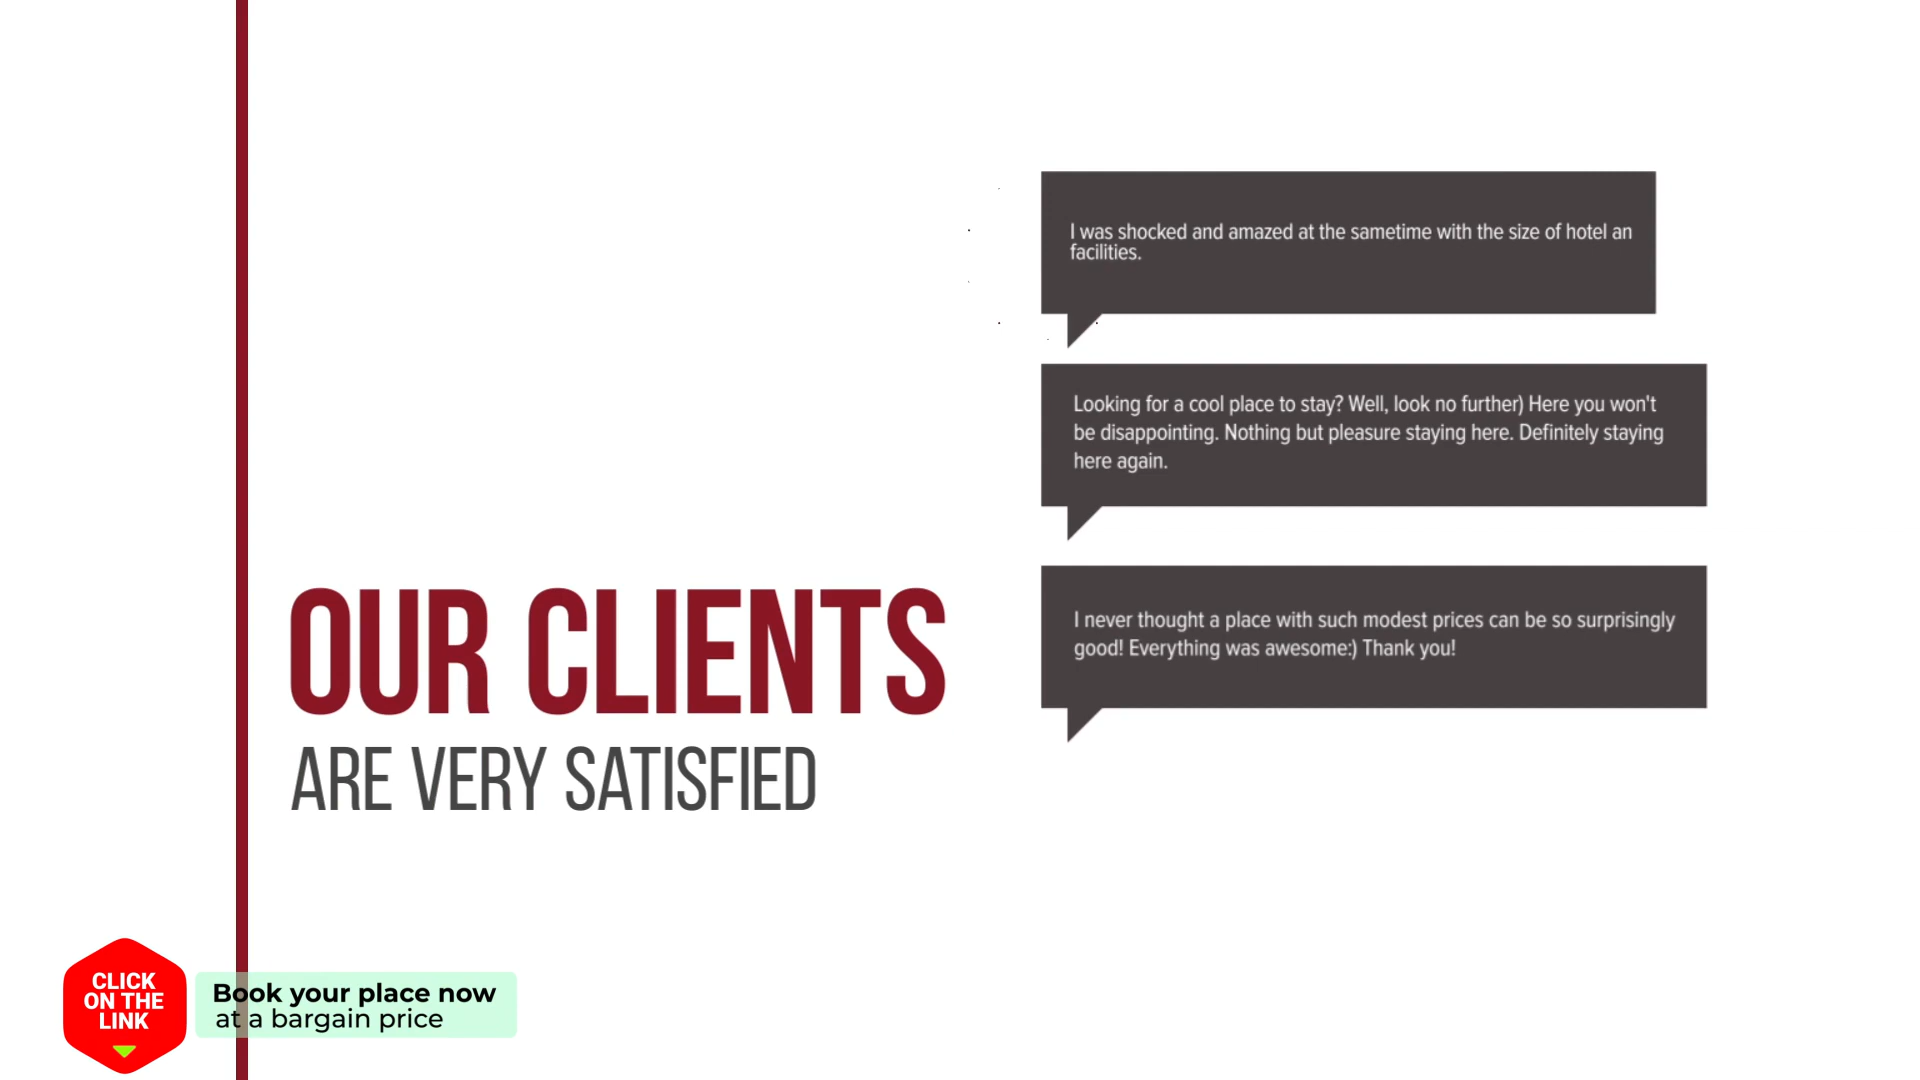 I was shocked and amazed at the sametime with the size of hotel an
facilities.
Looking for a cool place to stay? Well, look no further) Here you won't
be disappointing. Nothing but pleasure staying here. Definitely staying
here again.
I never thought a place with such modest prices can be so surprisingly
good! Everything was awesome:) Thank you!
OUR CLIENTS
ARE VERY SATISFIED
CLICK
ON THE
LINK
Book your place now
at a bargain price